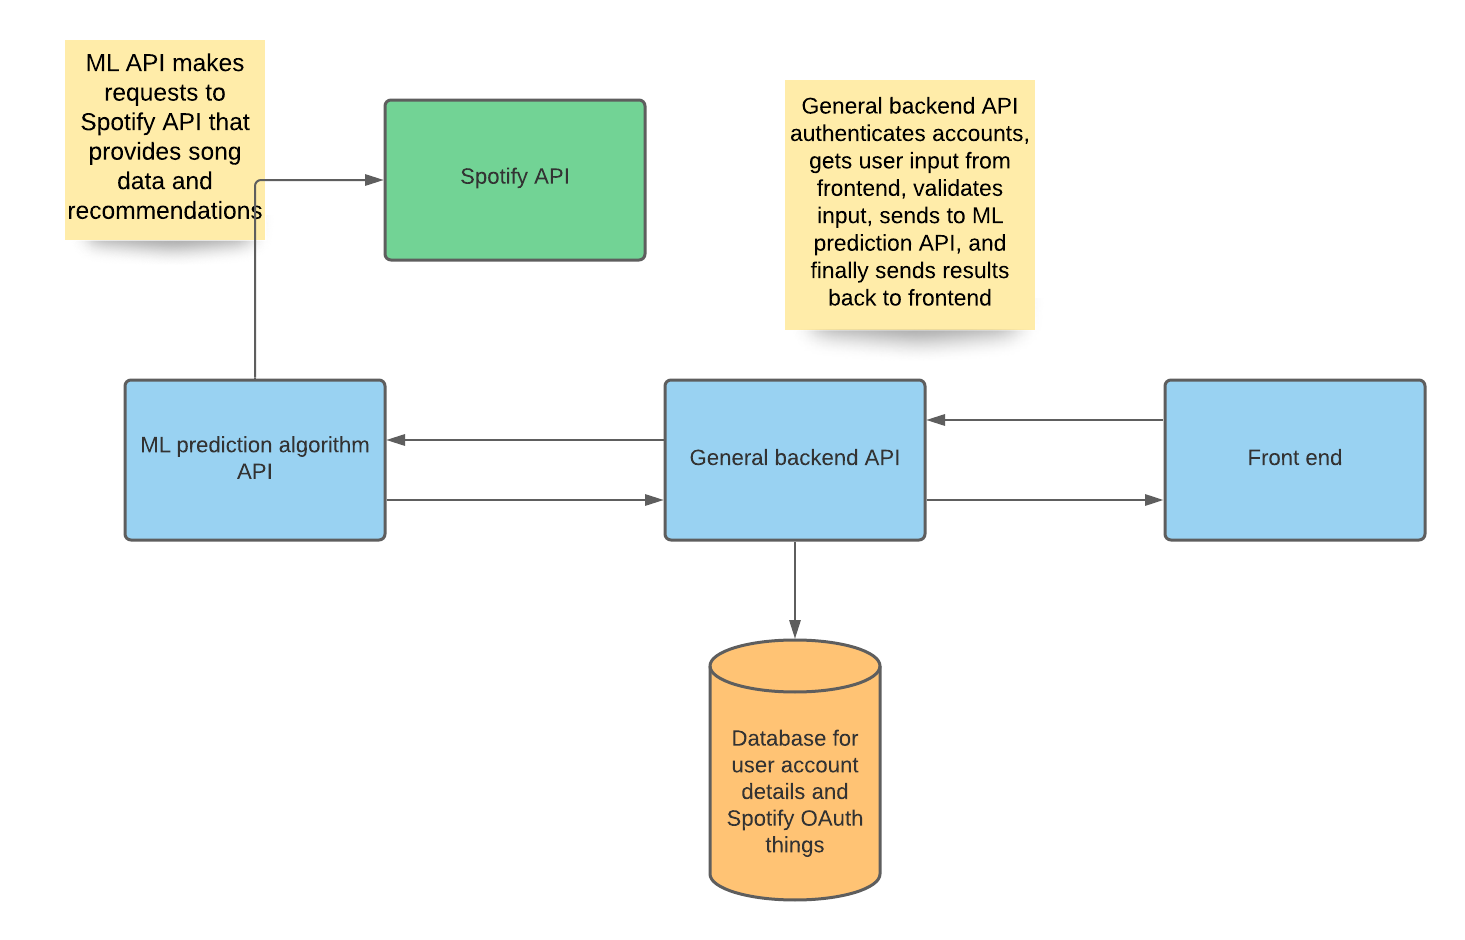 ML API makes
requests to
Spotify API that
provides song
data and
recommendations
Spotify API
General backend API
authenticates accounts,
gets user input from
frontend, validates
input, sends to ML
prediction API, and
finally sends results
back to frontend
ML prediction algorithm
API
General backend API
Front end
Database for
user account
details and
Spotify OAuth
things